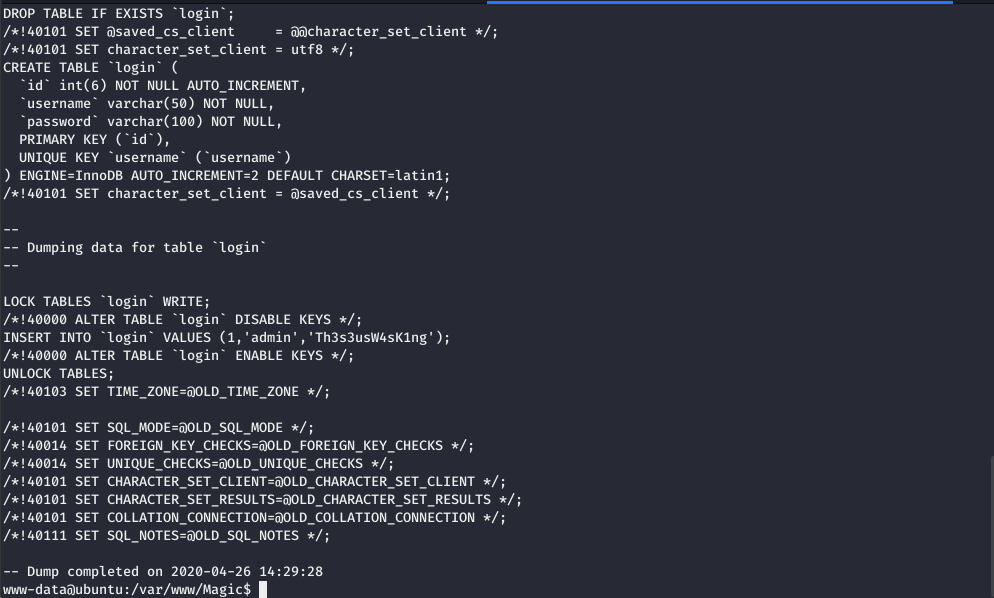 DROP TABLE IF EXISTS `login`;
/*!40101 SET @saved_cs_client     = @@character_set_client */;
/*!40101 SET character_set_client = utf8 */;
CREATE TABLE `login` (
  `id` int(6) NOT NULL AUTO_INCREMENT,
  `username` varchar(50) NOT NULL,
  `password` varchar(100) NOT NULL,
  PRIMARY KEY (`id`),
  UNIQUE KEY `username` (`username`)
) ENGINE=InnoDB AUTO_INCREMENT=2 DEFAULT CHARSET=latin1;
/*!40101 SET character_set_client = @saved_cs_client */;

--
-- Dumping data for table `login`
--

LOCK TABLES `login` WRITE;
/*!40000 ALTER TABLE `login` DISABLE KEYS */;
INSERT INTO `login` VALUES (1,'admin','Th3s3usW4sK1ng');
/*!40000 ALTER TABLE `login` ENABLE KEYS */;
UNLOCK TABLES;
/*!40103 SET TIME_ZONE=@OLD_TIME_ZONE */;

/*!40101 SET SQL_MODE=@OLD_SQL_MODE */;
/*!40014 SET FOREIGN_KEY_CHECKS=@OLD_FOREIGN_KEY_CHECKS */;
/*!40014 SET UNIQUE_CHECKS=@OLD_UNIQUE_CHECKS */;
/*!40101 SET CHARACTER_SET_CLIENT=@OLD_CHARACTER_SET_CLIENT */;
/*!40101 SET CHARACTER_SET_RESULTS=@OLD_CHARACTER_SET_RESULTS */;
/*!40101 SET COLLATION_CONNECTION=@OLD_COLLATION_CONNECTION */;
/*!40111 SET SQL_NOTES=@OLD_SQL_NOTES */;

-- Dump completed on 2020-04-26 14:29:28
www-data@ubuntu:/var/www/Magic$